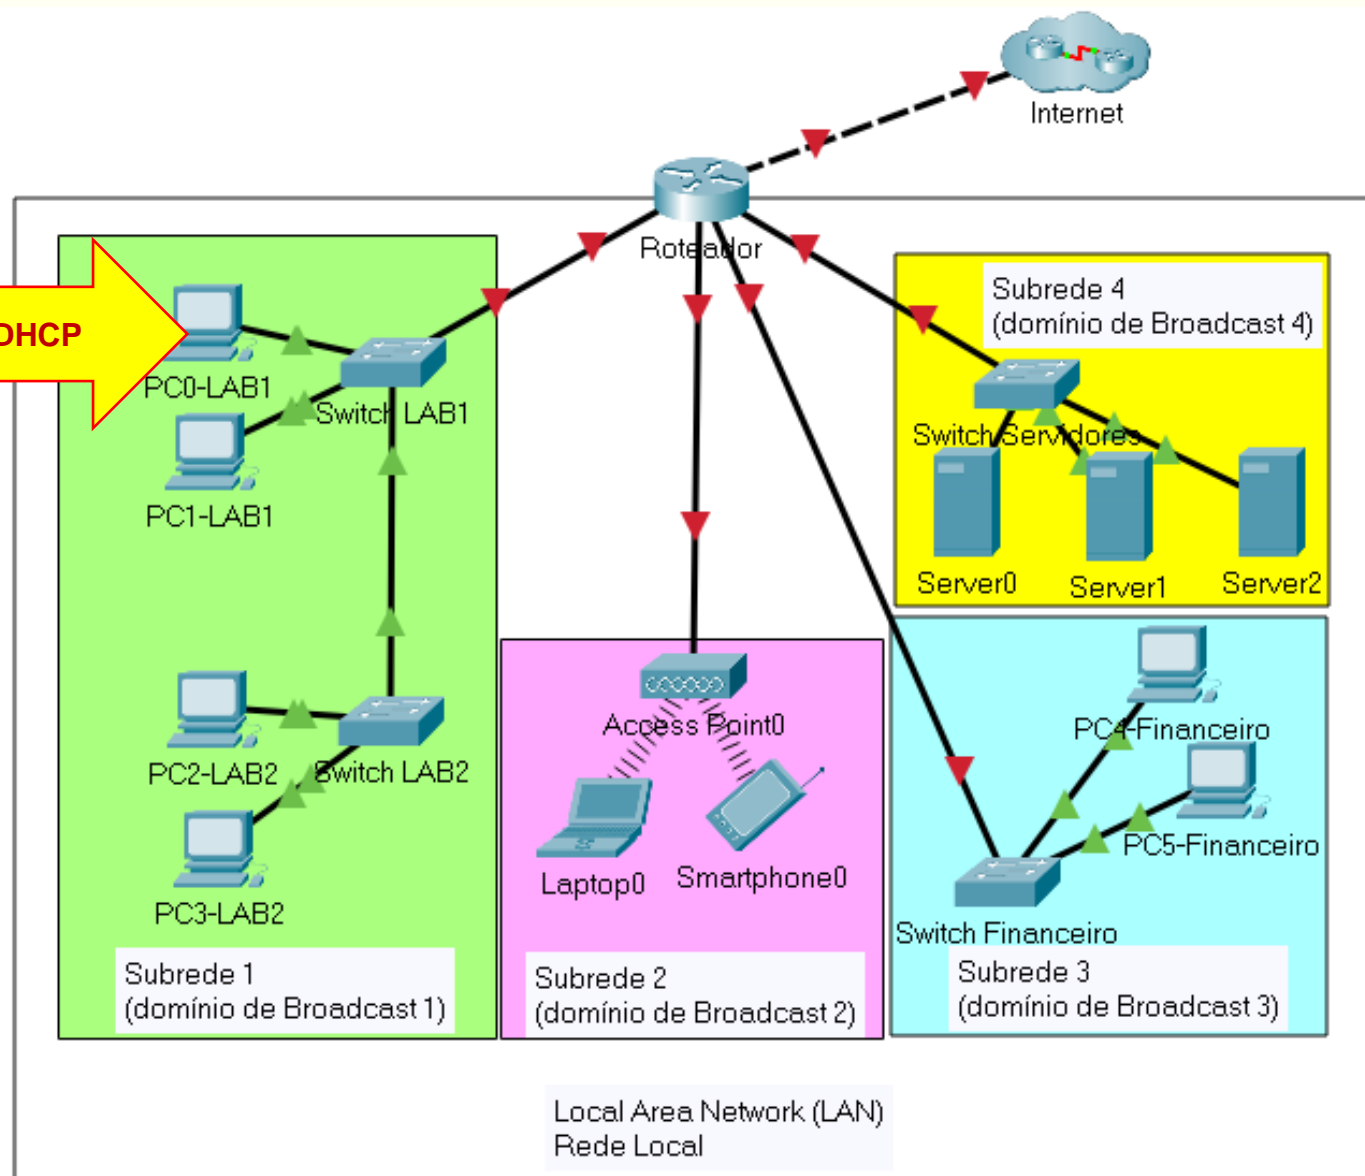 Internet
Roteador
DHCP
PC0-LAB1
Switch LAB1
PC1-LAB1
PC2-LAB2
Switch LAB2
PC3-LAB2
Subrede 1
(domínio de Broadcast 1)
Access Point0
Laptop0
Smartphone0
Subrede 2
(domínio de Broadcast 2)
Subrede 4
(domínio de Broadcast 4)
Switch Servidores
Server0
Server1
Server2
PC4-Financeiro
PC5-Financeiro
Switch Financeiro
Subrede 3
(domínio de Broadcast 3)
Local Area Network (LAN)
Rede Local